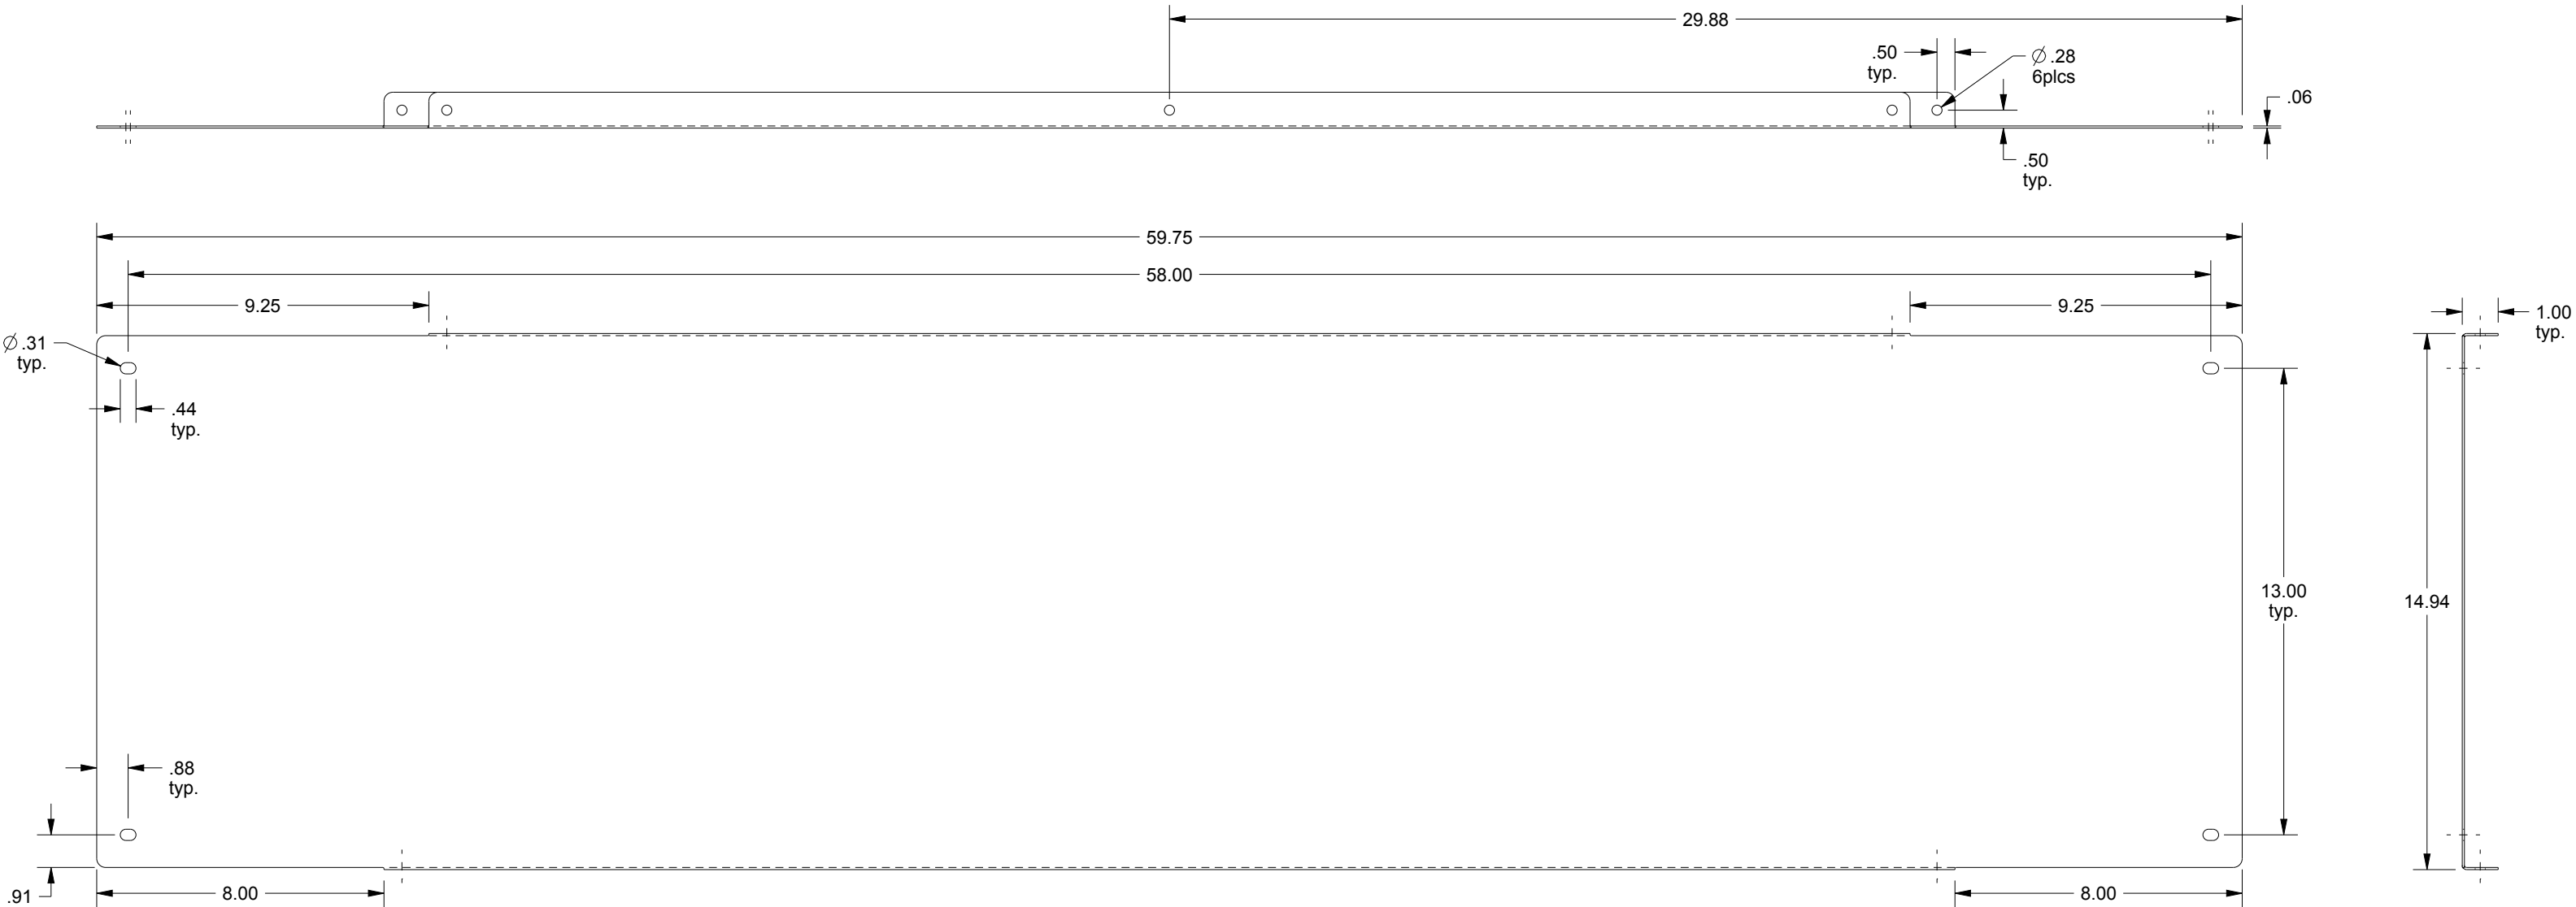 29.88
.50
typ.
Ø .28
6plcs
.06
.50
typ.
59.75
58.00
9.25
9.25
1.00
typ.
Ø .31
typ.
.44
typ.
13.00
typ.
14.94
.88
typ.
.91
8.00
8.00